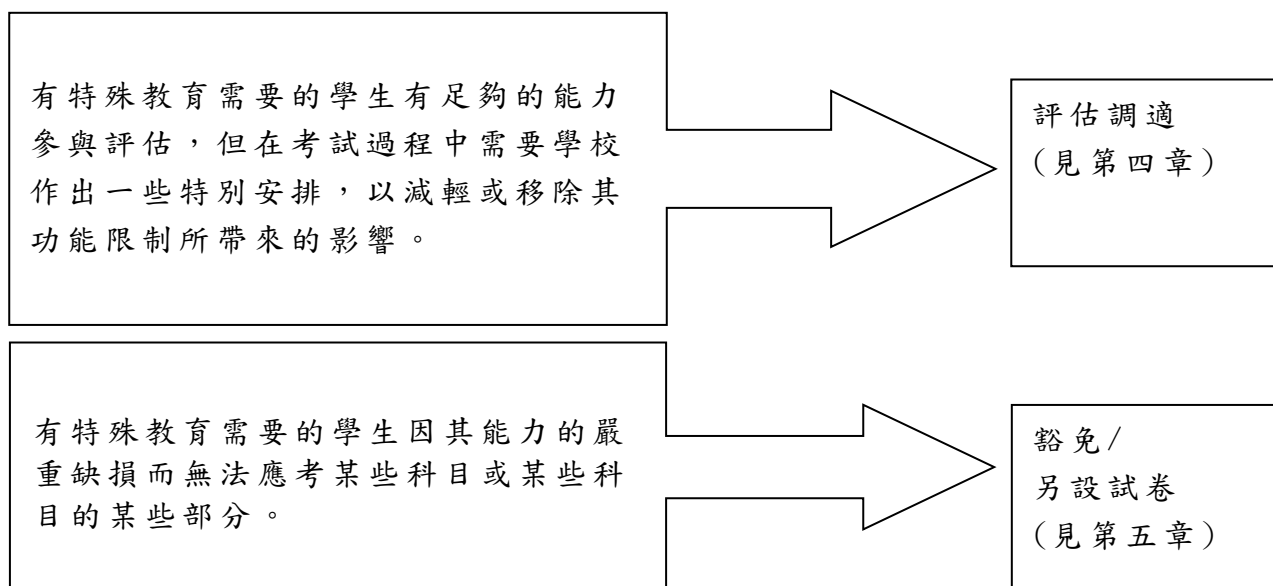 有特殊教育需要的學生有足夠的能力
參與評估，但在考試過程中需要學校
作出一些特別安排，以減輕或移除其
功能限制所帶來的影響。
評估調適
(見第四章)
有特殊教育需要的學生因其能力的嚴
重缺損而無法應考某些科目或某些科
目的某些部分。
豁免/
另設試卷
(見第五章)